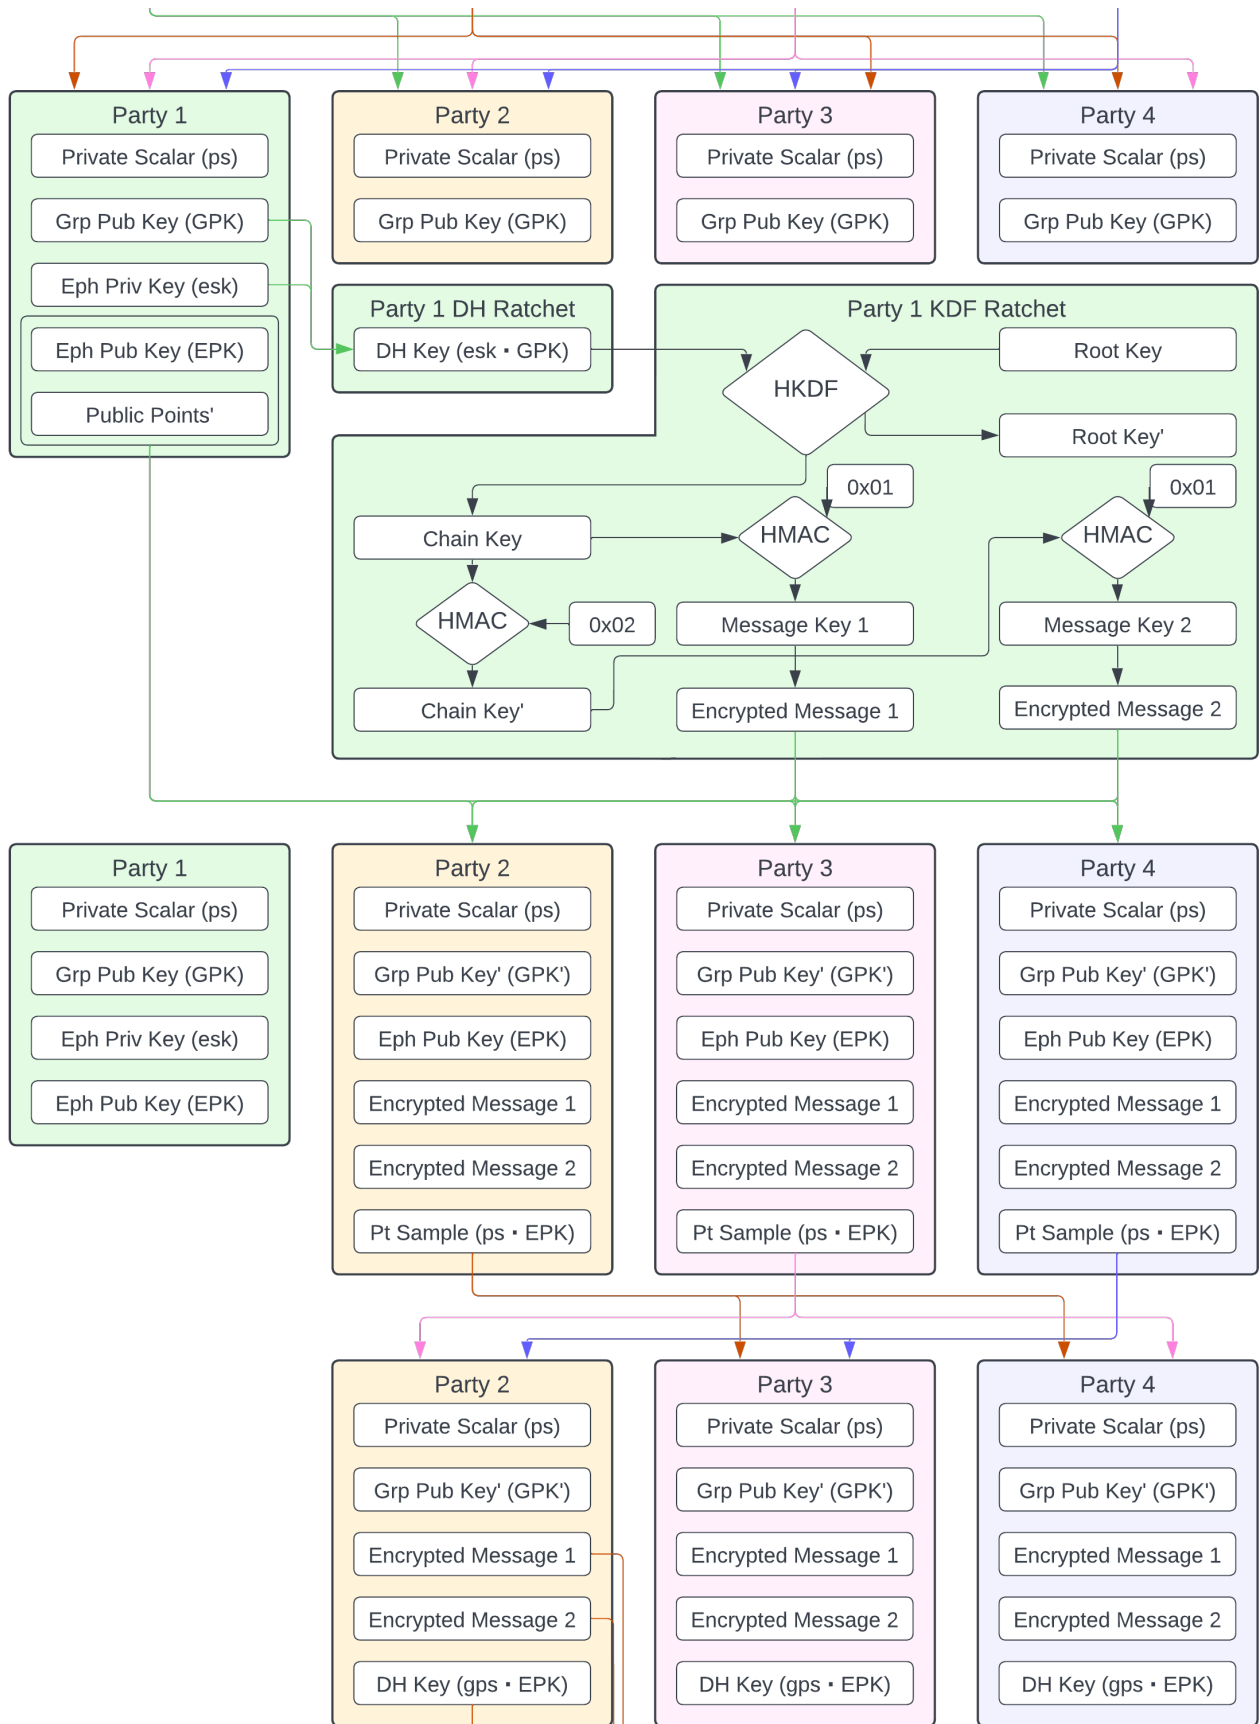 Party 1
Private Scalar (ps)
Grp Pub Key (GPK)
Eph Priv Key (esk)
Eph Pub Key (EPK)
Public Points'
Party 2
Private Scalar (ps)
Grp Pub Key (GPK)
Party 3
Private Scalar (ps)
Grp Pub Key (GPK)
Party 4
Private Scalar (ps)
Grp Pub Key (GPK)
Party 1 DH Ratchet
DH Key (esk · GPK)
Party 1 KDF Ratchet
HKDF
Root Key
Root Key'
0x01
0x01
Chain Key
HMAC
HMAC
HMAC
0x02
Message Key 1
Message Key 2
Chain Key'
Encrypted Message 1
Encrypted Message 2
Party 1
Private Scalar (ps)
Grp Pub Key (GPK)
Eph Priv Key (esk)
Eph Pub Key (EPK)
Party 2
Private Scalar (ps)
Grp Pub Key' (GPK')
Eph Pub Key (EPK)
Encrypted Message 1
Encrypted Message 2
Pt Sample (ps · EPK)
Party 3
Private Scalar (ps)
Grp Pub Key' (GPK')
Eph Pub Key (EPK)
Encrypted Message 1
Encrypted Message 2
Pt Sample (ps · EPK)
Party 4
Private Scalar (ps)
Grp Pub Key' (GPK')
Eph Pub Key (EPK)
Encrypted Message 1
Encrypted Message 2
Pt Sample (ps · EPK)
Party 2
Private Scalar (ps)
Grp Pub Key' (GPK')
Encrypted Message 1
Encrypted Message 2
DH Key (gps · EPK)
Party 3
Private Scalar (ps)
Grp Pub Key' (GPK')
Encrypted Message 1
Encrypted Message 2
DH Key (gps · EPK)
Party 4
Private Scalar (ps)
Grp Pub Key' (GPK')
Encrypted Message 1
Encrypted Message 2
DH Key (gps · EPK)